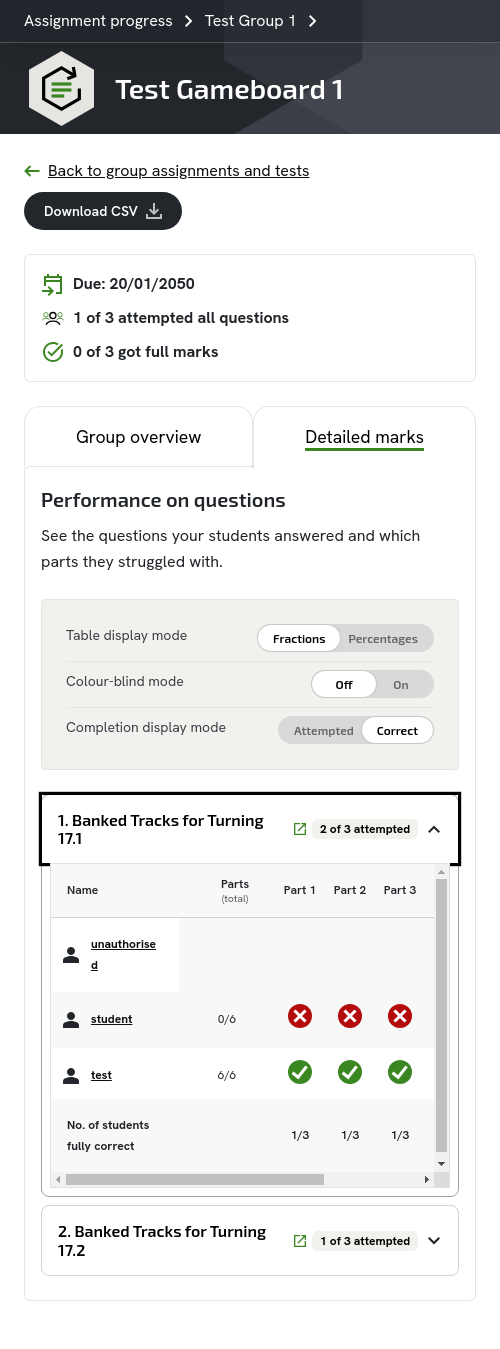 Assignment progress > Test Group 1 >
Test Gameboard 1
Back to group assignments and tests
Download CSV
Due: 20/01/2050
1 of 3 attempted all questions
0 of 3 got full marks
Group overview Detailed marks
Performance on questions
See the questions your students answered and which
parts they struggled with.
Table display mode Fractions Percentages
Colour-blind mode Off On
Completion display mode Attempted Correct
1. Banked Tracks for Turning
17.1
2 of 3 attempted
Name Parts Part 1 Part 2 Part 3
(total)
unauthorise
d
student 0/6
test 6/6
No. of students
fully correct
1/3 1/3 1/3
2. Banked Tracks for Turning
17.2
1 of 3 attempted